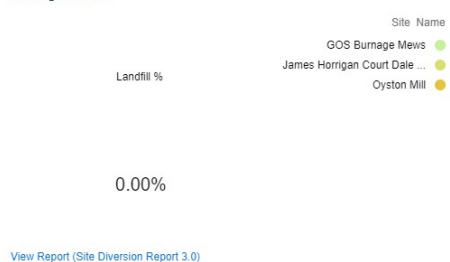 Site Name
GOS Burnage Mews
James Horrigan Court Dale ...
Oyston Mill
Landfill %
0.00%
View Report (Site Diversion Report 3.0)